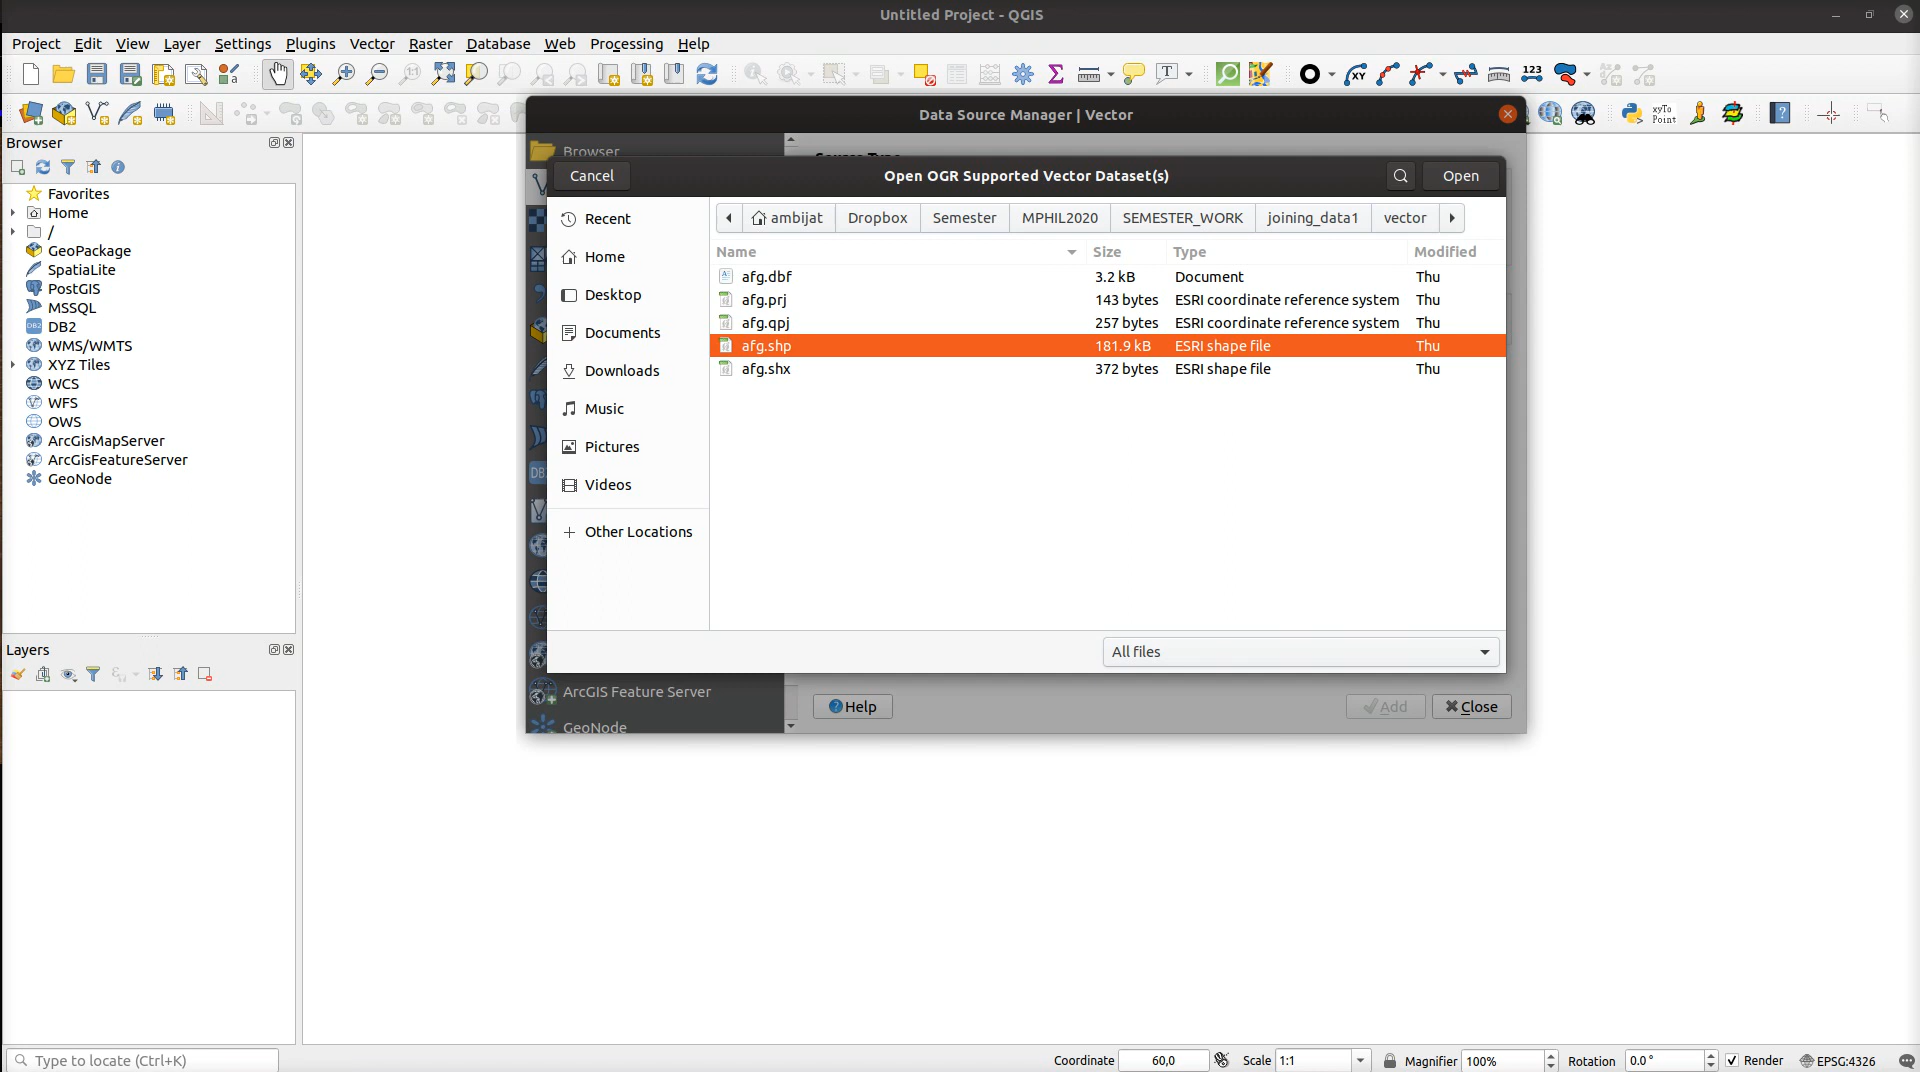 Untitled Project - QGIS
Project Edit View Layer Settings Plugins Vector Raster Database Web Processing Help
123
xyTo Point
Data Source Manager | Vector
Browser
Browser
Cancel
Open OGR Supported Vector Dataset(s)
Open
Favorites
Home
/
GeoPackage
SpatiaLite
PostGIS
MSSQL
DB2
WMS/WMTS
XYZ Tiles
WCS
WFS
OWS
ArcGisMapServer
ArcGisFeatureServer
GeoNode
Recent
Home
Desktop
Documents
Downloads
Music
Pictures
Videos
Other Locations
ambijat Dropbox Semester MPHIL2020 SEMESTER_WORK joining_data1 vector
Name Size Type Modified
afg.dbf 3.2 kB Document Thu
afg.prj 143 bytes ESRI coordinate reference system Thu
afg.qpj 257 bytes ESRI coordinate reference system Thu
afg.shp 181.9 kB ESRI shape file Thu
afg.shx 372 bytes ESRI shape file Thu
All files
ArcGIS Feature Server
GeoNode
Help
Add
Close
Layers
Type to locate (Ctrl+K)
Coordinate 60,0 Scale 1:1 Magnifier 100% Rotation 0.0 ° Render EPSG:4326